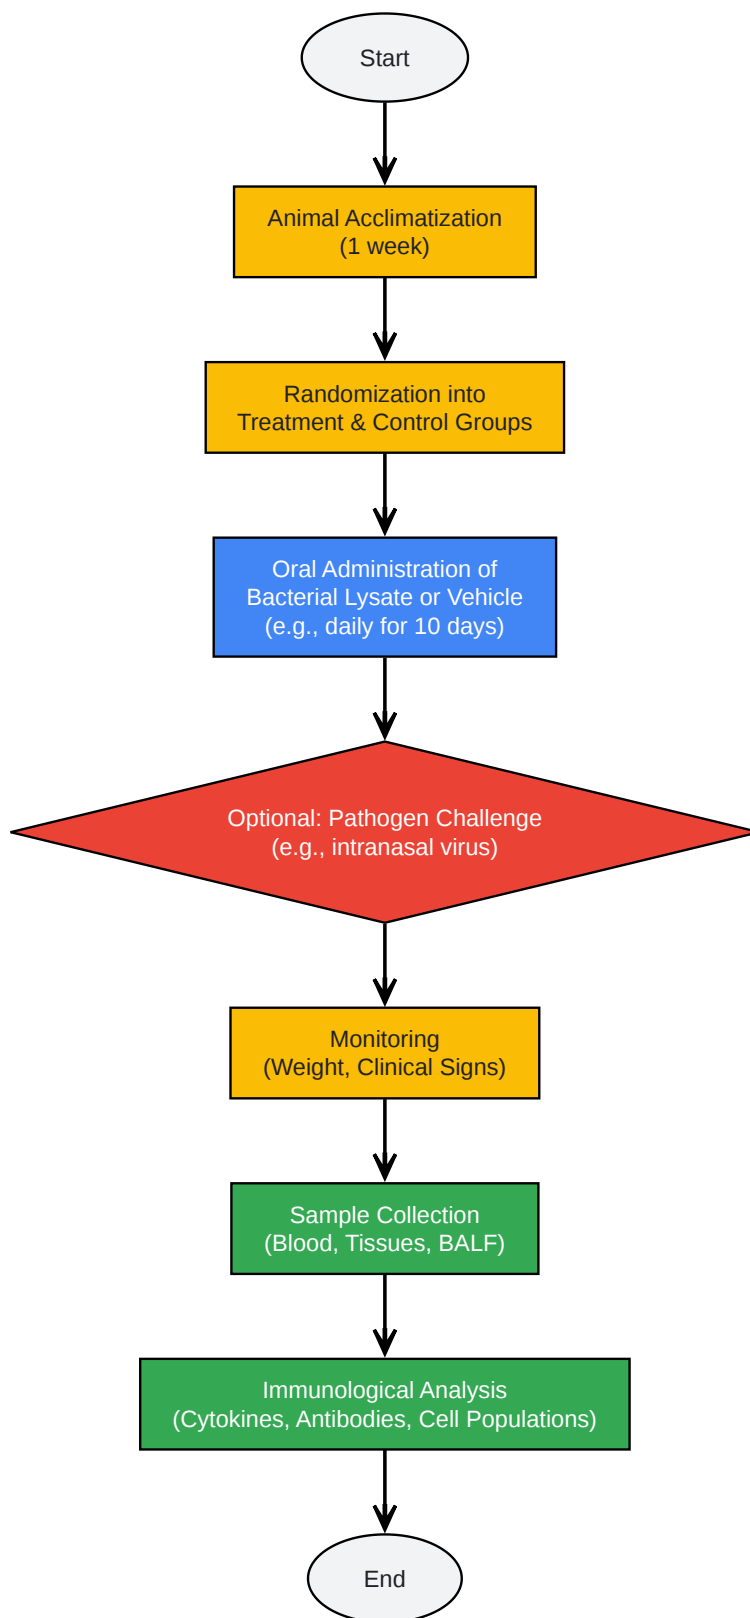 Start
Animal Acclimatization
(1 week)
Randomization into
Treatment & Control Groups
Oral Administration of
Bacterial Lysate or Vehicle
(e.g., daily for 10 days)
Optional: Pathogen Challenge
(e.g., intranasal virus)
Monitoring
(Weight, Clinical Signs)
Sample Collection
(Blood, Tissues, BALF)
Immunological Analysis
(Cytokines, Antibodies, Cell Populations)
End